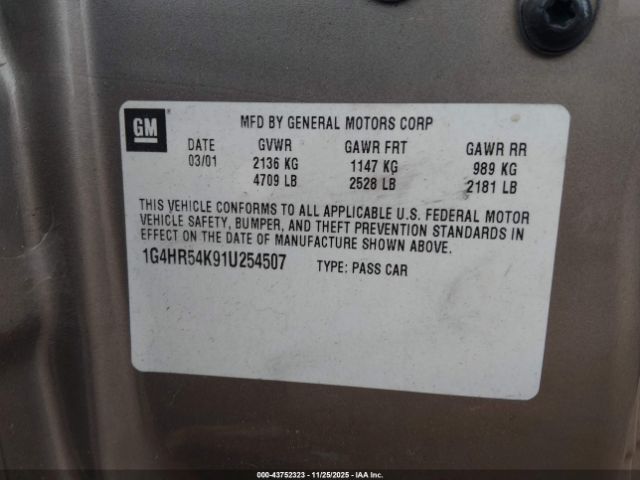 GM
MFD BY GENERAL MOTORS CORP
DATE GVWR GAWR FRT GAWR RR
03/01 2136 KG 1147 KG 989 KG
4709 LB 2528 LB 2181 LB
THIS VEHICLE CONFORMS TO ALL APPLICABLE U.S. FEDERAL MOTOR
VEHICLE SAFETY, BUMPER, AND THEFT PREVENTION STANDARDS IN
EFFECT ON THE DATE OF MANUFACTURE SHOWN ABOVE.
1G4HR54K91U254507 TYPE: PASS CAR
00-43752323 | 11/25/2025 | Copyright © IAA, Inc